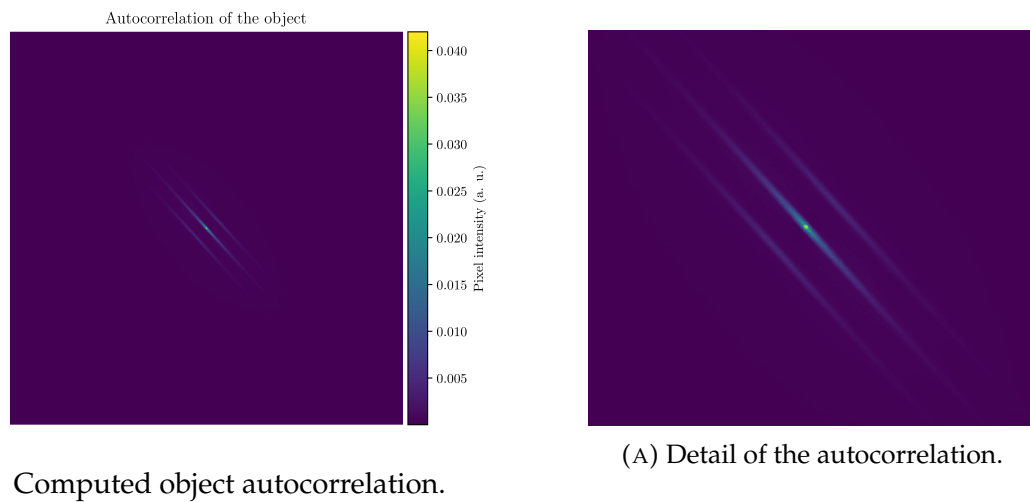 Autocorrelation of the object
0.040
0.035
0.030
0.025
0.020
0.015
0.010
0.005
Pixel intensity (a. u.)
Computed object autocorrelation.
(A) Detail of the autocorrelation.